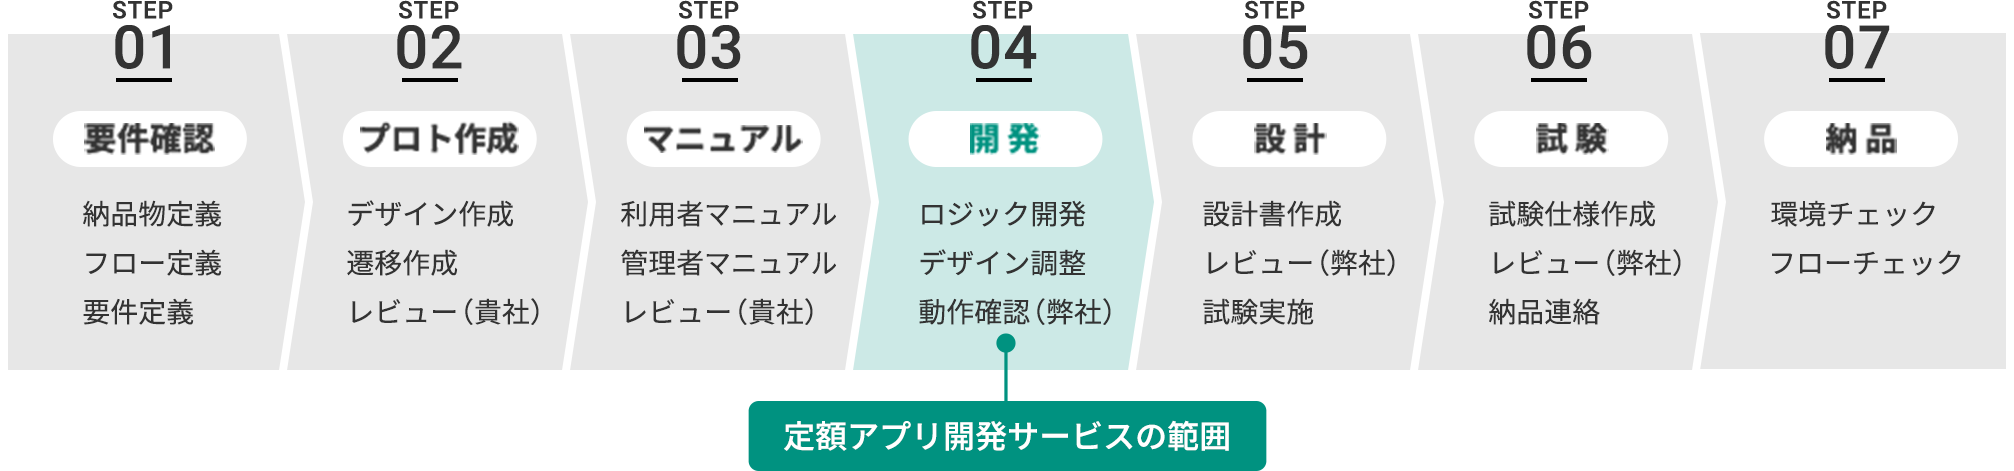 STEP
01
要件確認
納品物定義
フロー定義
要件定義
STEP
02
プロト作成
デザイン作成
遷移作成
レビュー（貴社）
STEP
03
マニュアル
利用者マニュアル
管理者マニュアル
レビュー（貴社）
STEP
04
開発
ロジック開発
デザイン調整
動作確認（弊社）
STEP
05
設計
設計書作成
レビュー（弊社）
試験実施
STEP
06
試験
試験仕様作成
レビュー（弊社）
納品連絡
STEP
07
納品
環境チェック
フローチェック
定額アプリ開発サービスの範囲